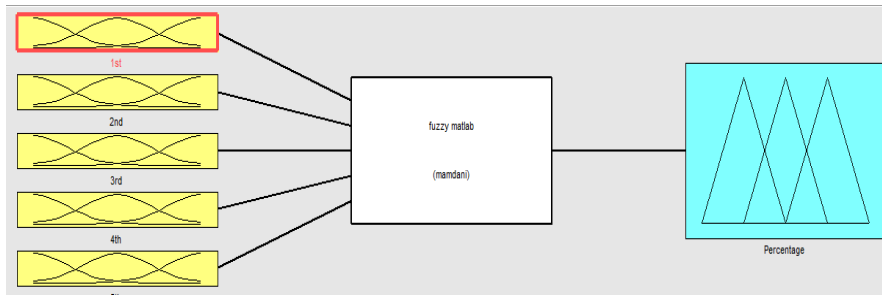 1st
2nd
3rd
4th
fuzzy matlab
(mamdani)
Percentage